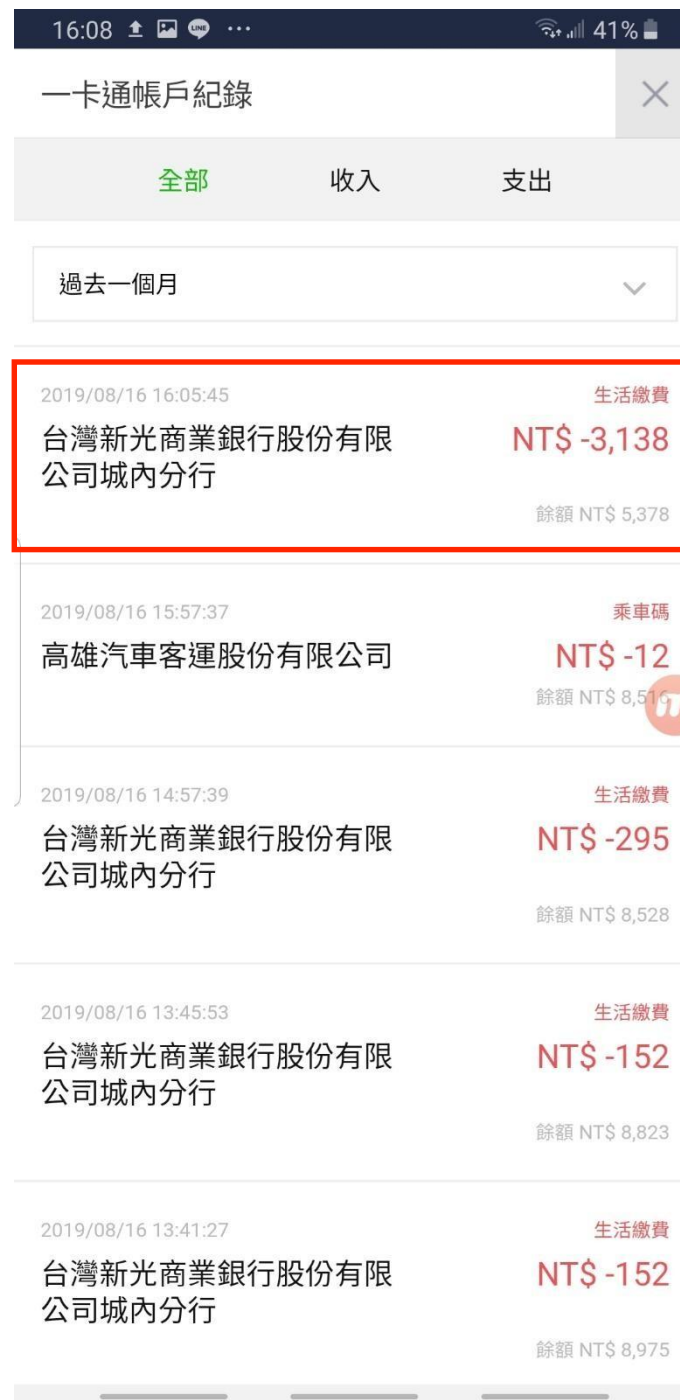 16:08 LINE ... 41%
一卡通帳戶紀錄
全部 收入 支出
過去一個月
2019/08/16 16:05:45 生活繳費
台灣新光商業銀行股份有限 NT$ -3,138
公司城內分行
餘額 NT$ 5,378
2019/08/16 15:57:37 乘車碼
高雄汽車客運股份有限公司 NT$ -12
餘額 NT$ 8,516
2019/08/16 14:57:39 生活繳費
台灣新光商業銀行股份有限 NT$ -295
公司城內分行
餘額 NT$ 8,528
2019/08/16 13:45:53 生活繳費
台灣新光商業銀行股份有限 NT$ -152
公司城內分行
餘額 NT$ 8,823
2019/08/16 13:41:27 生活繳費
台灣新光商業銀行股份有限 NT$ -152
公司城內分行
餘額 NT$ 8,975